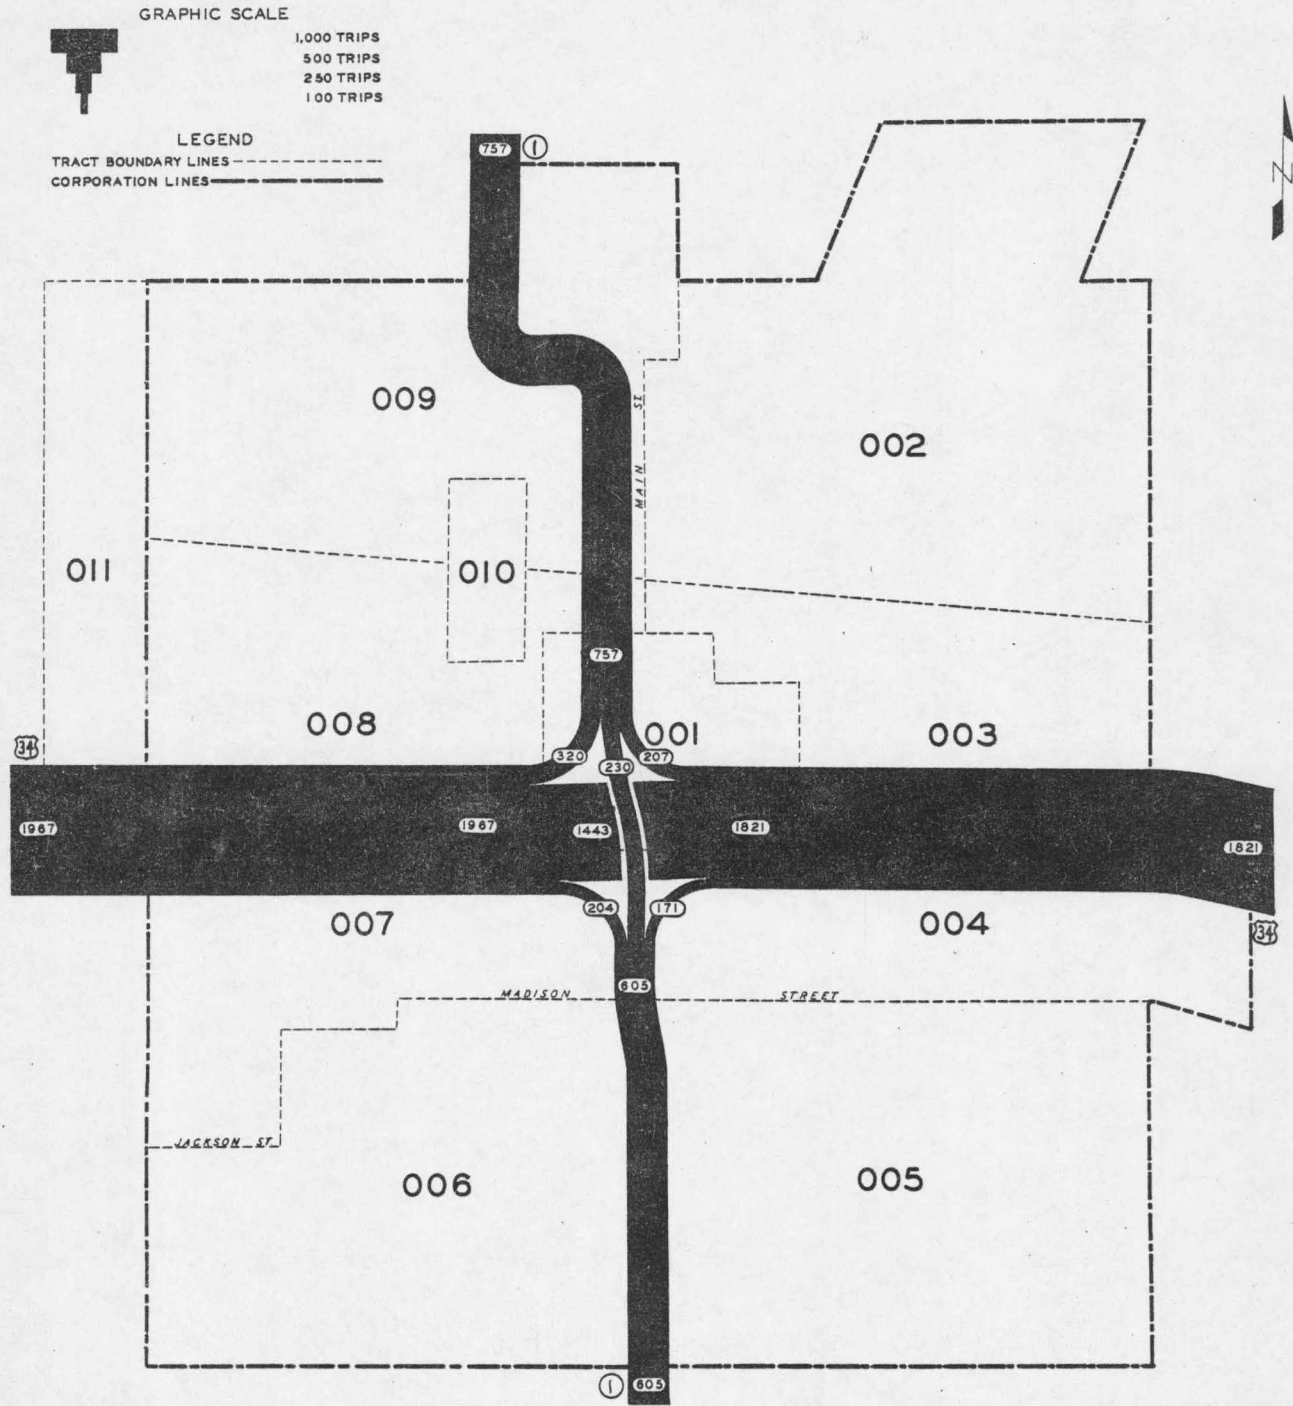 GRAPHIC SCALE
1,000 TRIPS
500 TRIPS
250 TRIPS
100 TRIPS
LEGEND
TRACT BOUNDARY LINES
CORPORATION LINES
757 1
N
009
002
MAIN ST
011
010
757
008
001
003
34
320
230
207
1967
1967
1443
1821
1821
204
171
007
004
34
605
MADISON STREET
JACKSON ST
006
005
1
605